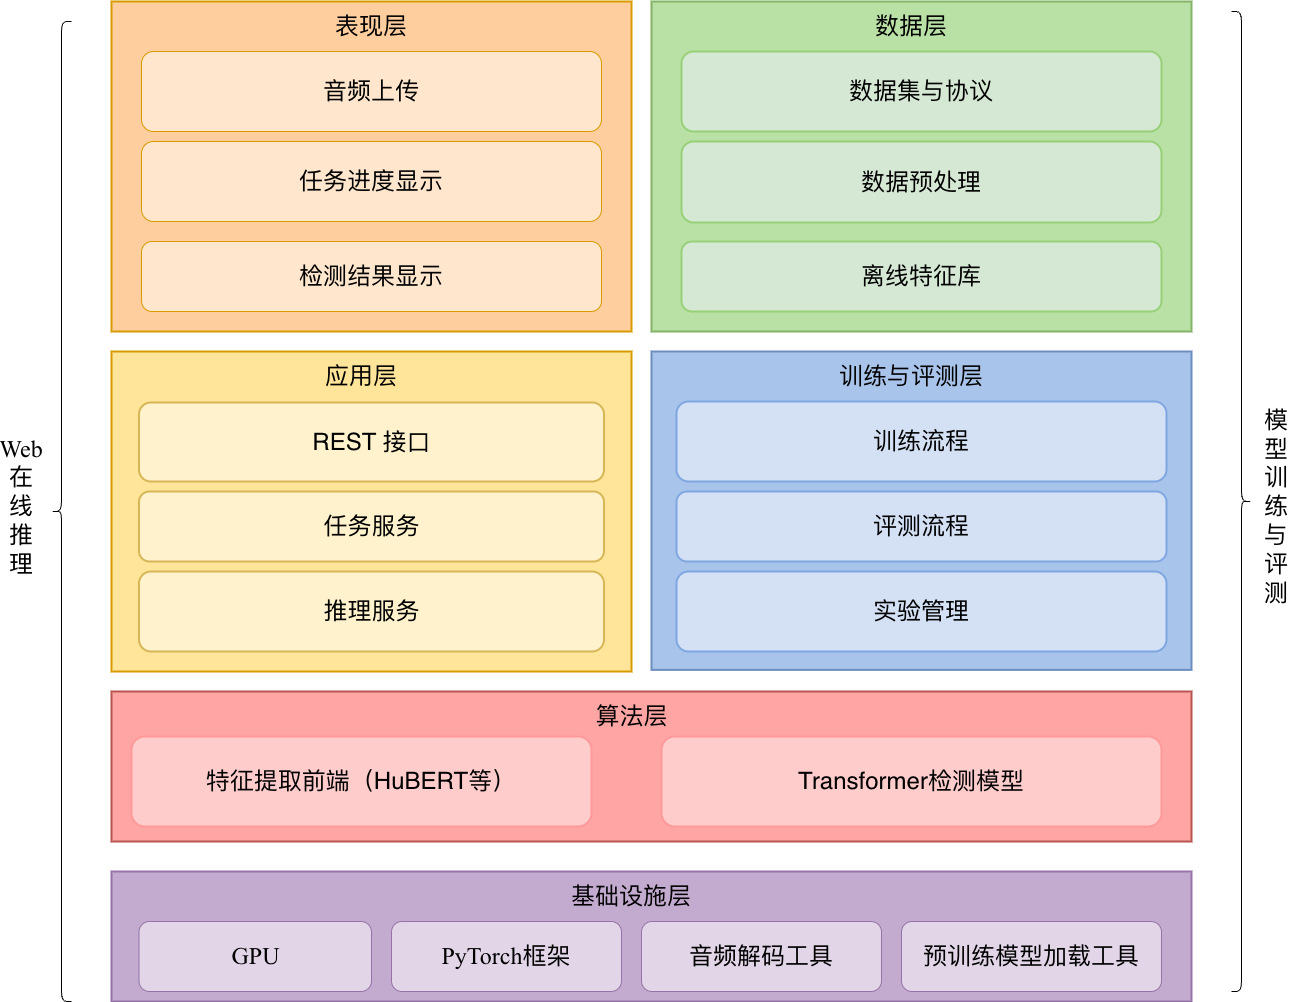 表现层
音频上传
任务进度显示
检测结果显示
数据层
数据集与协议
数据预处理
离线特征库
应用层
REST 接口
任务服务
推理服务
训练与评测层
训练流程
评测流程
实验管理
Web
在
线
推
理
模
型
训
练
与
评
测
算法层
特征提取前端（HuBERT等）
Transformer检测模型
基础设施层
GPU
PyTorch框架
音频解码工具
预训练模型加载工具